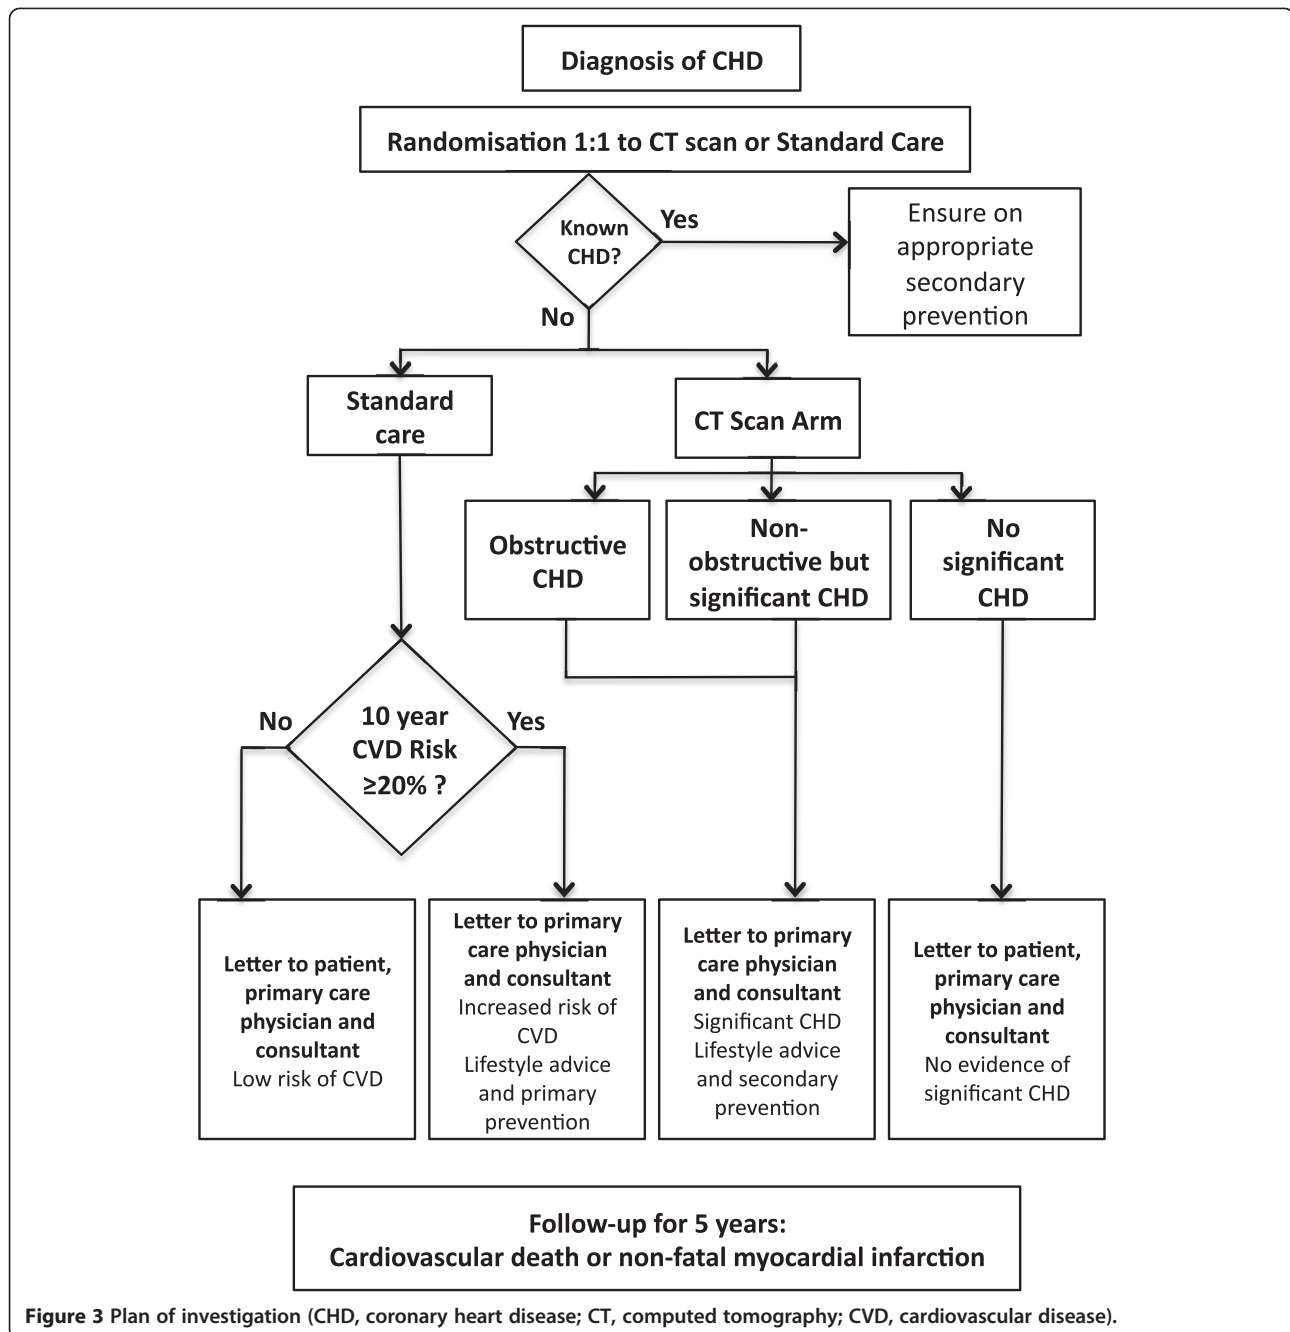 Diagnosis of CHD
Randomisation 1:1 to CT scan or Standard Care
Known
CHD?
Yes
Ensure on
appropriate
secondary
prevention
No
Standard
care
CT Scan Arm
Obstructive
CHD
Non-
obstructive but
significant CHD
No
significant
CHD
No
10 year
CVD Risk
≥20% ?
Yes
Letter to patient,
primary care
physician and
consultant
Low risk of CVD
Letter to primary
care physician
and consultant
Increased risk of
CVD
Lifestyle advice
and primary
prevention
Letter to primary
care physician
and consultant
Significant CHD
Lifestyle advice
and secondary
prevention
Letter to patient,
primary care
physician and
consultant
No evidence of
significant CHD
Follow-up for 5 years:
Cardiovascular death or non-fatal myocardial infarction
Figure 3 Plan of investigation (CHD, coronary heart disease; CT, computed tomography; CVD, cardiovascular disease).